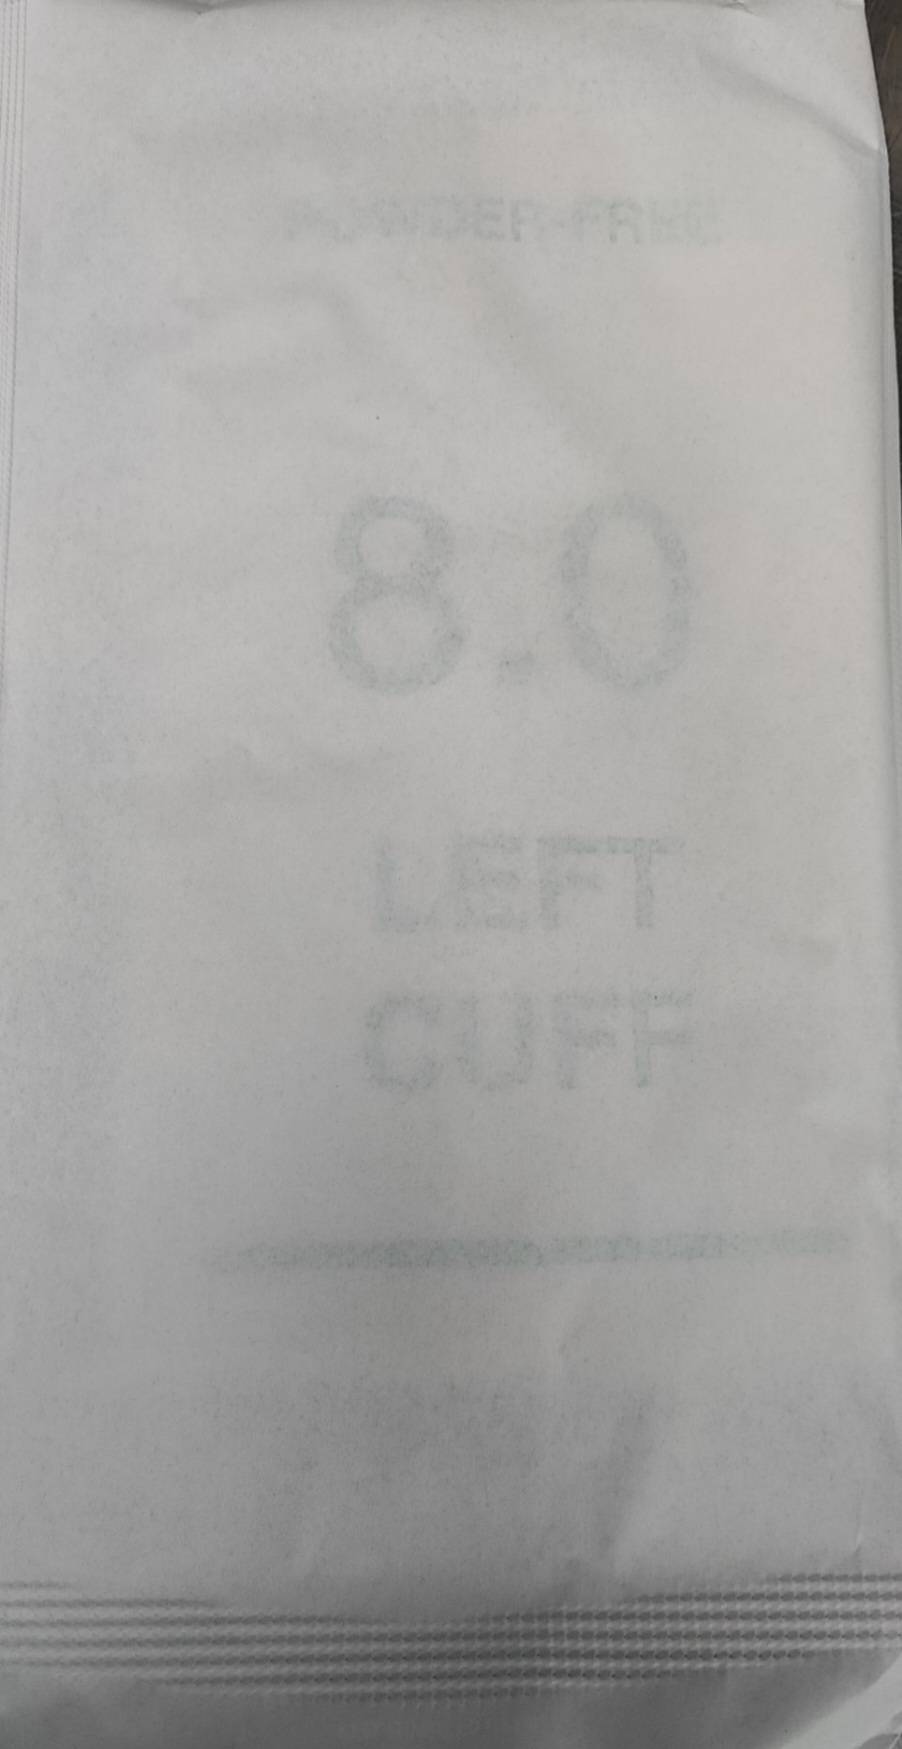 POWDER-FREE
8.0
LEFT
CUFF